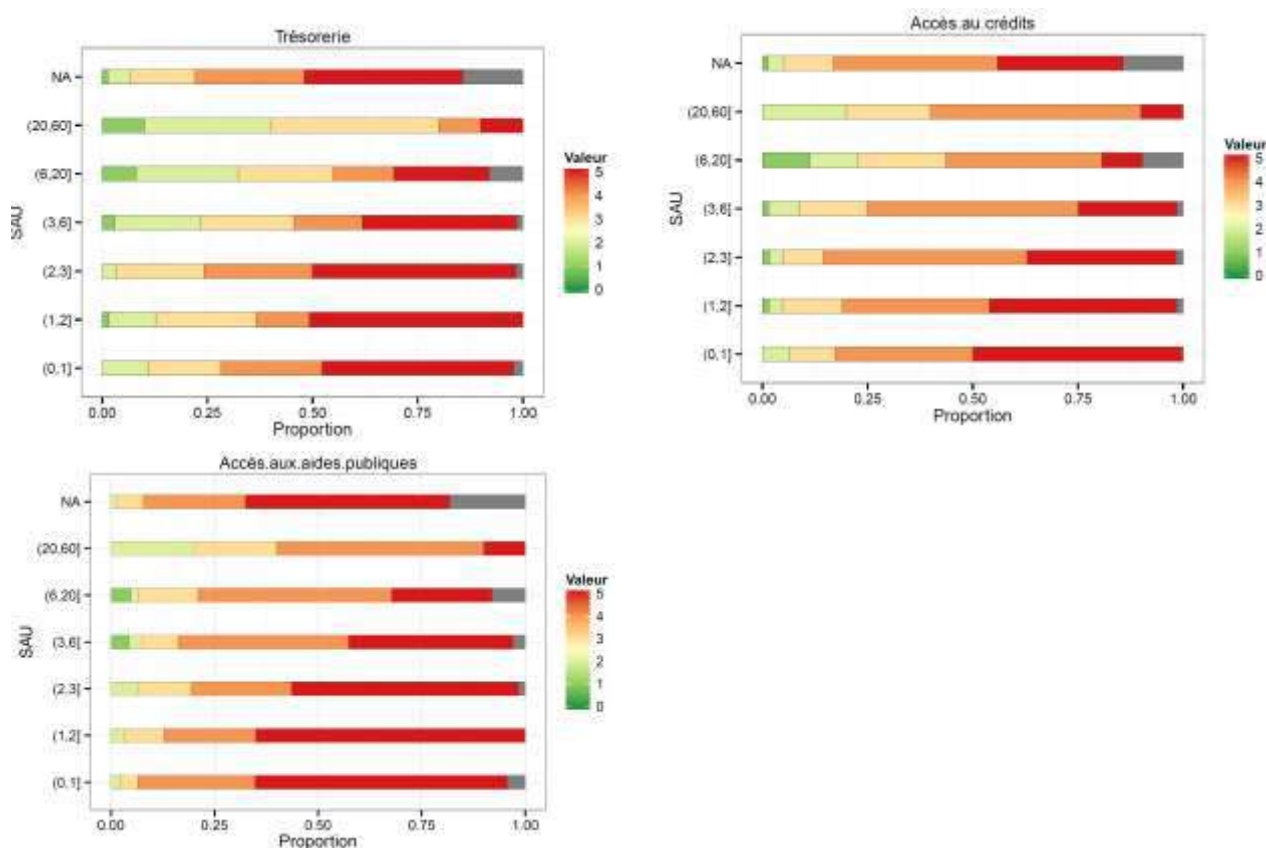 Trésorerie
SAU
NA
(20,60]
(6,20]
(3,6]
(2,3]
(1,2]
(0,1]
0.00 0.25 0.50 0.75 1.00
Proportion
Valeur
5
4
3
2
1
0
Accès.au.crédits
SAU
NA
(20,60]
(6,20]
(3,6]
(2,3]
(1,2]
(0,1]
0.00 0.25 0.50 0.75 1.00
Proportion
Valeur
5
4
3
2
1
0
Accès.aux.aides.publiques
SAU
NA
(20,60]
(6,20]
(3,6]
(2,3]
(1,2]
(0,1]
0.00 0.25 0.50 0.75 1.00
Proportion
Valeur
5
4
3
2
1
0